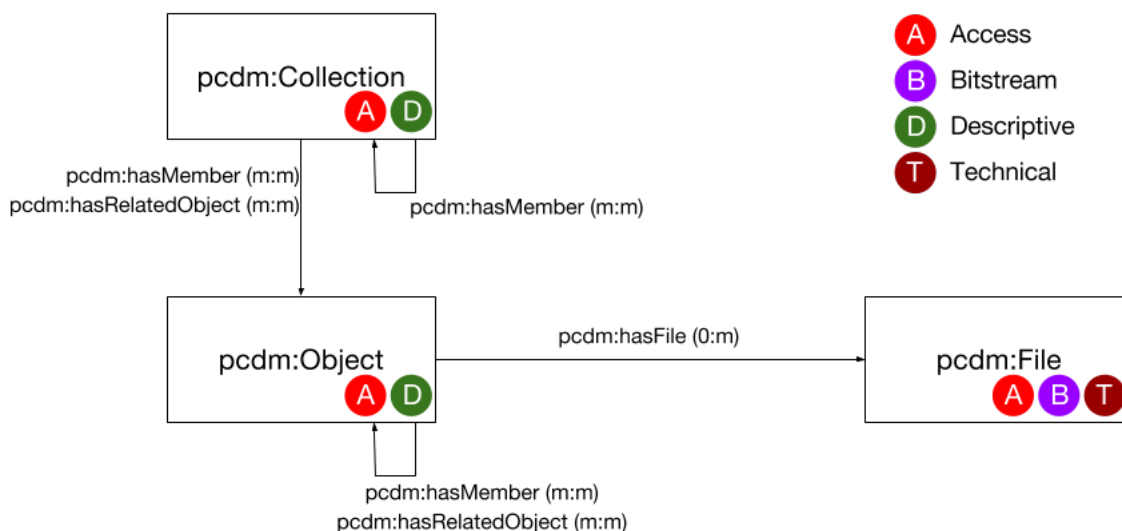 pcdm:Collection
A D
A Access
B Bitstream
D Descriptive
T Technical
pcdm:hasMember (m:m)
pcdm:hasRelatedObject (m:m)
pcdm:hasMember (m:m)
pcdm:Object
A D
pcdm:hasFile (0:m)
pcdm:File
A B T
pcdm:hasMember (m:m)
pcdm:hasRelatedObject (m:m)